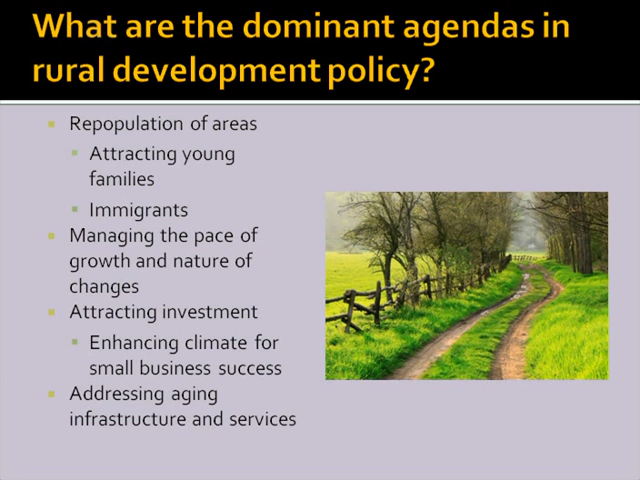 What are the dominant agendas in
rural development policy?
Repopulation of areas
Attracting young
families
Immigrants
Managing the pace of
growth and nature of
changes
Attracting investment
Enhancing climate for
small business success
Addressing aging
infrastructure and services